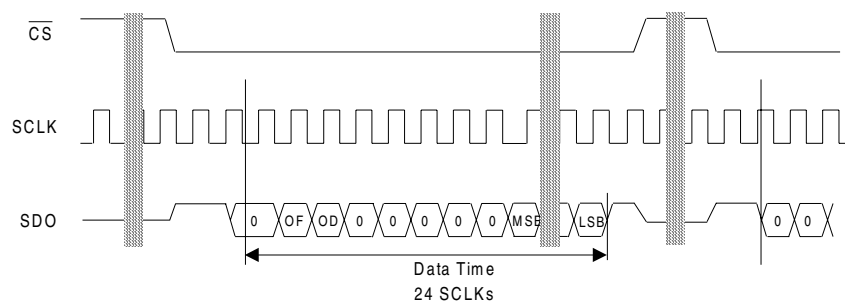 CS
SCLK
SDO
0 OF OD 0 0 0 0 0 MSB LSB 0 0
Data Time
24 SCLKs